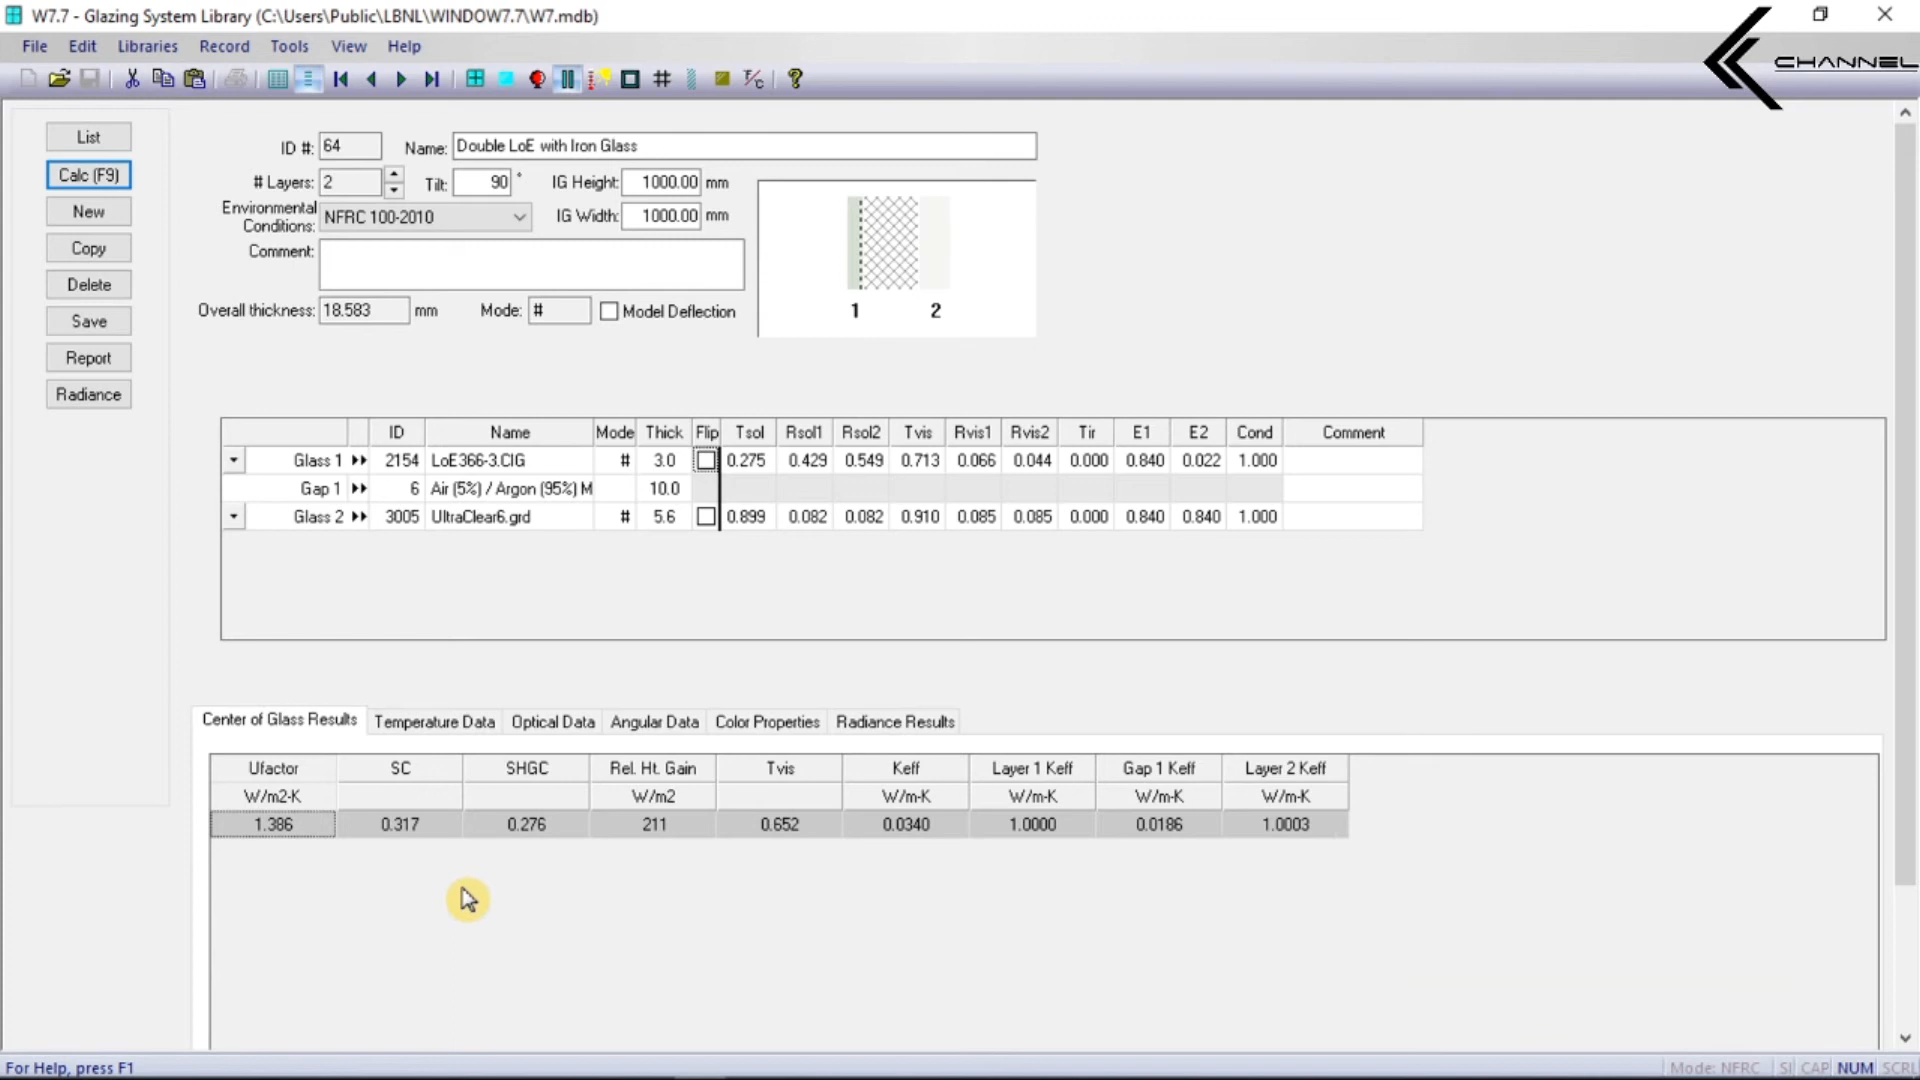 W7.7 - Glazing System Library (C:\Users\Public\LBNL\WINDOW7.7\W7.mdb)
File Edit Libraries Record Tools View Help
CHANNEL
List
Calc (F9)
New
Copy
Delete
Save
Report
Radiance
ID #: 64 Name: Double LoE with Iron Glass
# Layers: 2 Tilt: 90 ° IG Height: 1000.00 mm
Environmental Conditions: NFRC 100-2010 IG Width: 1000.00 mm
Comment:
Overall thickness: 18.583 mm Mode: # Model Deflection
1 2
ID Name Mode Thick Flip Tsol Rsol1 Rsol2 Tvis Rvis1 Rvis2 Tir E1 E2 Cond Comment
Glass 1 2154 LoE366-3.CIG # 3.0 0.275 0.429 0.549 0.713 0.066 0.044 0.000 0.840 0.022 1.000
Gap 1 6 Air (5%) / Argon (95%) M 10.0
Glass 2 3005 UltraClear6.grd # 5.6 0.899 0.082 0.082 0.910 0.085 0.085 0.000 0.840 0.840 1.000
Center of Glass Results Temperature Data Optical Data Angular Data Color Properties Radiance Results
Ufactor SC SHGC Rel. Ht. Gain Tvis Keff Layer 1 Keff Gap 1 Keff Layer 2 Keff
W/m2-K W/m2 W/m-K W/m-K W/m-K W/m-K
1.386 0.317 0.276 211 0.652 0.0340 1.0000 0.0186 1.0003
For Help, press F1
Mode: NFRC SI CAP NUM SCRL